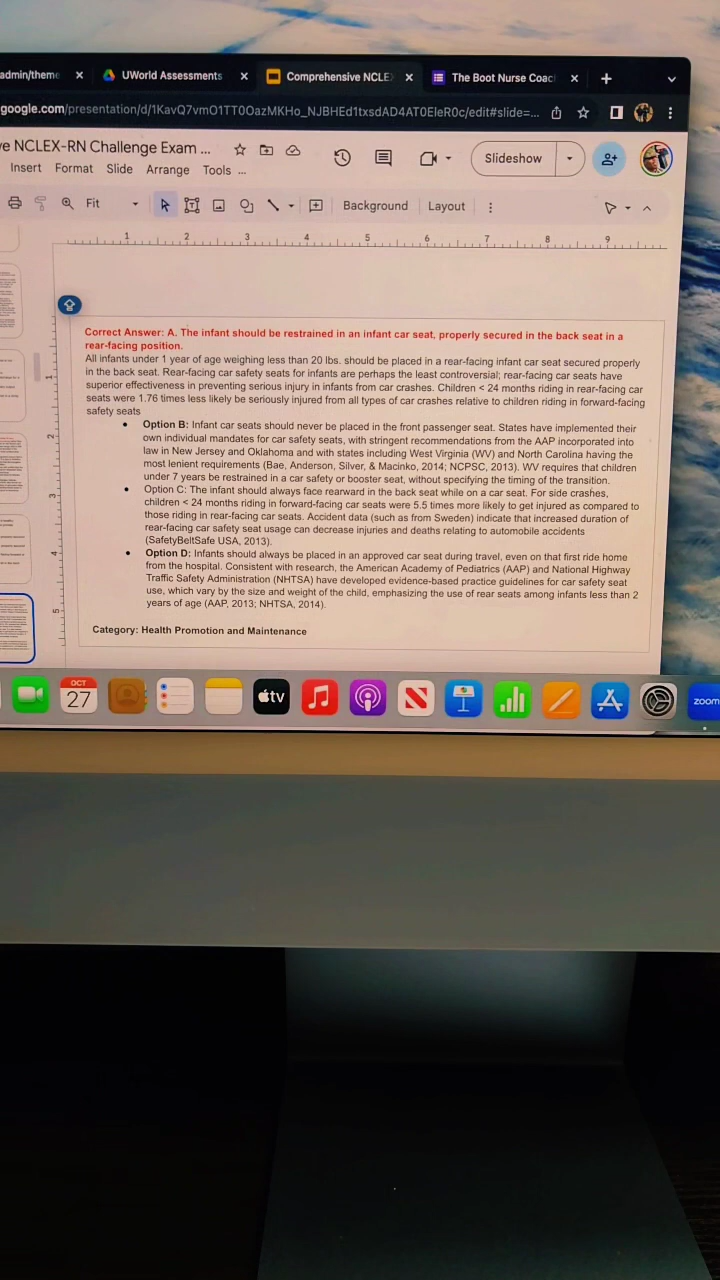 admin/theme
UWorld Assessments
Comprehensive NCLEX
The Boot Nurse Coac
google.com/presentation/d/1KavQ7vmO1TT0OazMKHo_NJBHEd1txsdAD4AT0EleR0c/edit#slide=...
ve NCLEX-RN Challenge Exam ...
Slideshow
Insert Format Slide Arrange Tools ...
Fit Background Layout
1 2 3 4 5 6 7 8 9
Correct Answer: A. The infant should be restrained in an infant car seat, properly secured in the back seat in a
rear-facing position.
All infants under 1 year of age weighing less than 20 lbs. should be placed in a rear-facing infant car seat secured properly
in the back seat. Rear-facing car safety seats for infants are perhaps the least controversial; rear-facing car seats have
superior effectiveness in preventing serious injury in infants from car crashes. Children < 24 months riding in rear-facing car
seats were 1.76 times less likely be seriously injured from all types of car crashes relative to children riding in forward-facing
safety seats
• Option B: Infant car seats should never be placed in the front passenger seat. States have implemented their
own individual mandates for car safety seats, with stringent recommendations from the AAP incorporated into
law in New Jersey and Oklahoma and with states including West Virginia (WV) and North Carolina having the
most lenient requirements (Bae, Anderson, Silver, & Macinko, 2014; NCPSC, 2013). WV requires that children
under 7 years be restrained in a car safety or booster seat, without specifying the timing of the transition.
• Option C: The infant should always face rearward in the back seat while on a car seat. For side crashes,
children < 24 months riding in forward-facing car seats were 5.5 times more likely to get injured as compared to
those riding in rear-facing car seats. Accident data (such as from Sweden) indicate that increased duration of
rear-facing car safety seat usage can decrease injuries and deaths relating to automobile accidents
(SafetyBeltSafe USA, 2013).
• Option D: Infants should always be placed in an approved car seat during travel, even on that first ride home
from the hospital. Consistent with research, the American Academy of Pediatrics (AAP) and National Highway
Traffic Safety Administration (NHTSA) have developed evidence-based practice guidelines for car safety seat
use, which vary by the size and weight of the child, emphasizing the use of rear seats among infants less than 2
years of age (AAP, 2013; NHTSA, 2014).
Category: Health Promotion and Maintenance
1
2
3
4
5
OCT
27
tv
zoom